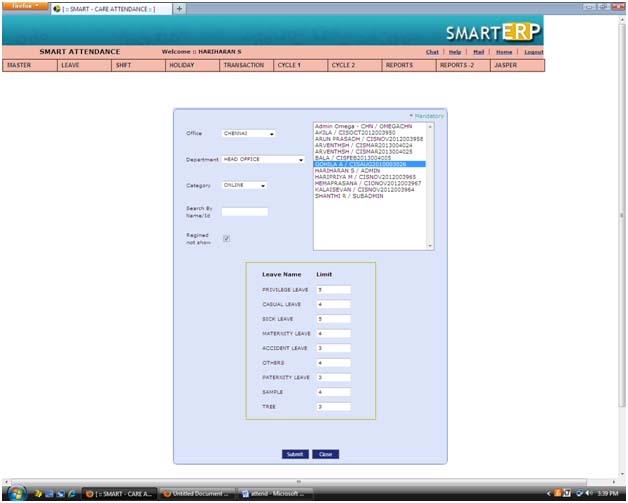 Firefox
[ :: SMART - CARE ATTENDANCE :: ]
SMARTERP
SMART ATTENDANCE
Welcome :: HARIHARAN S
Chat | Help | Mail | Home | Logout
MASTER LEAVE SHIFT HOLIDAY TRANSACTION CYCLE 1 CYCLE 2 REPORTS REPORTS -2 JASPER
* Mandatory
Office CHENNAI
Department HEAD OFFICE
Category ONLINE
Search By Name/Id
Regined not show
Admin Omega - CHN / OMEGACHN
AKILA / CISOCT2012003950
ARUN PRASADH / CISNOV2012003958
ARVENTHSH / CISMAR2013004024
ARVENTHSH / CISMAR2013004025
BALA / CISFEB2013004005
GOHILA A / CISAUG2010003026
HARIHARAN S / ADMIN
HARIPRIYA M / CISNOV2012003965
HEMAPRASANA / CIONOV2012003967
KALAISEVAN / CISNOV2012003964
SHANTHI R / SUBADMIN
Leave Name Limit
PRIVILEGE LEAVE 5
CASUAL LEAVE 4
SICK LEAVE 5
MATERNITY LEAVE 4
ACCIDENT LEAVE 3
OTHERS 4
PATERNITY LEAVE 3
SAMPLE 4
TREE 3
Submit Close
[ :: SMART - CARE A... Untitled Document ... attend - Microsoft ... 3:39 PM